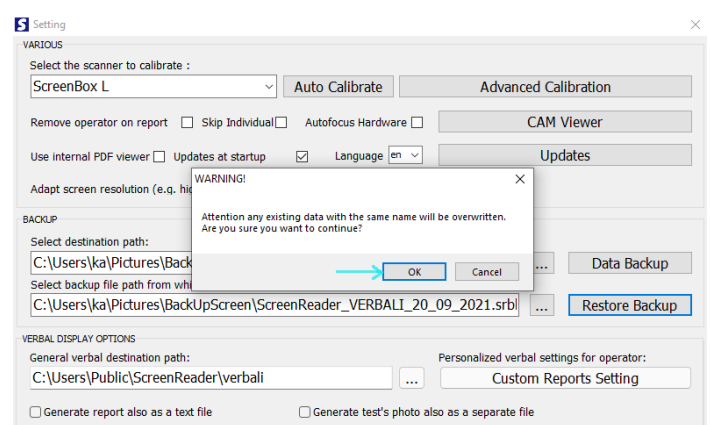 Setting
VARIOUS
Select the scanner to calibrate :
ScreenBox L
Auto Calibrate
Advanced Calibration
Remove operator on report
Skip Individual
Autofocus Hardware
CAM Viewer
Use internal PDF viewer
Updates at startup
Language
en
Updates
Adapt screen resolution (e.g.
WARNING!
Attention any existing data with the same name will be overwritten.
Are you sure you want to continue?
OK
Cancel
BACKUP
Select destination path:
C:\Users\ka\Pictures\Back
...
Data Backup
Select backup file path from
C:\Users\ka\Pictures\BackUpScreen\ScreenReader_VERBALI_20_09_2021.srbl
...
Restore Backup
VERBAL DISPLAY OPTIONS
General verbal destination path:
C:\Users\Public\ScreenReader\verbali
...
Personalized verbal settings for operator:
Custom Reports Setting
Generate report also as a text file
Generate test's photo also as a separate file